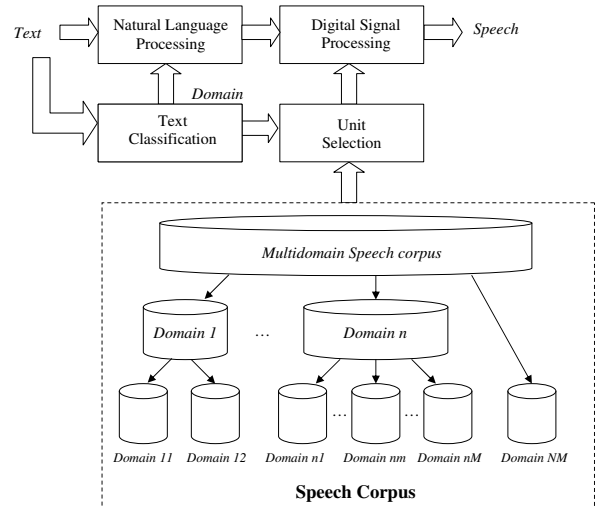 Text
Natural Language
Processing
Digital Signal
Processing
Speech
Domain
Text
Classification
Unit
Selection
Multidomain Speech corpus
Domain 1
...
Domain n
...
...
Domain 11
Domain 12
Domain n1
Domain nm
Domain nM
Domain NM
Speech Corpus